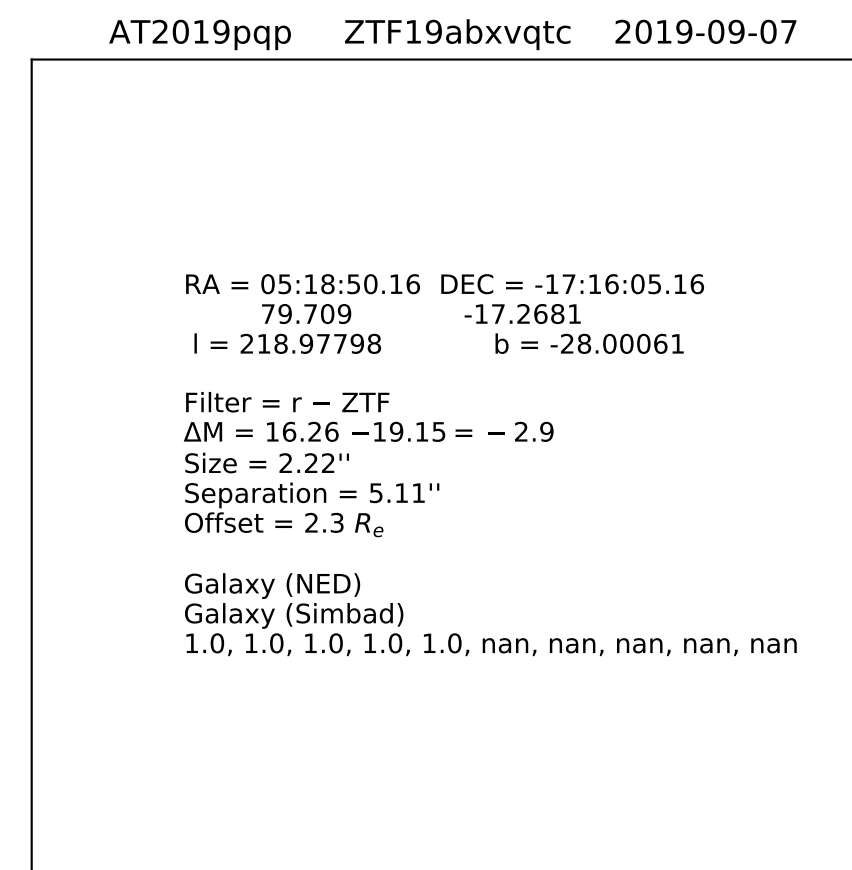 AT2019pqp ZTF19abxvqtc 2019-09-07
RA = 05:18:50.16 DEC = -17:16:05.16
79.709 -17.2681
l = 218.97798 b = -28.00061
Filter = r − ZTF
ΔM = 16.26 −19.15 = − 2.9
Size = 2.22''
Separation = 5.11''
Offset = 2.3 Re
Galaxy (NED)
Galaxy (Simbad)
1.0, 1.0, 1.0, 1.0, 1.0, nan, nan, nan, nan, nan